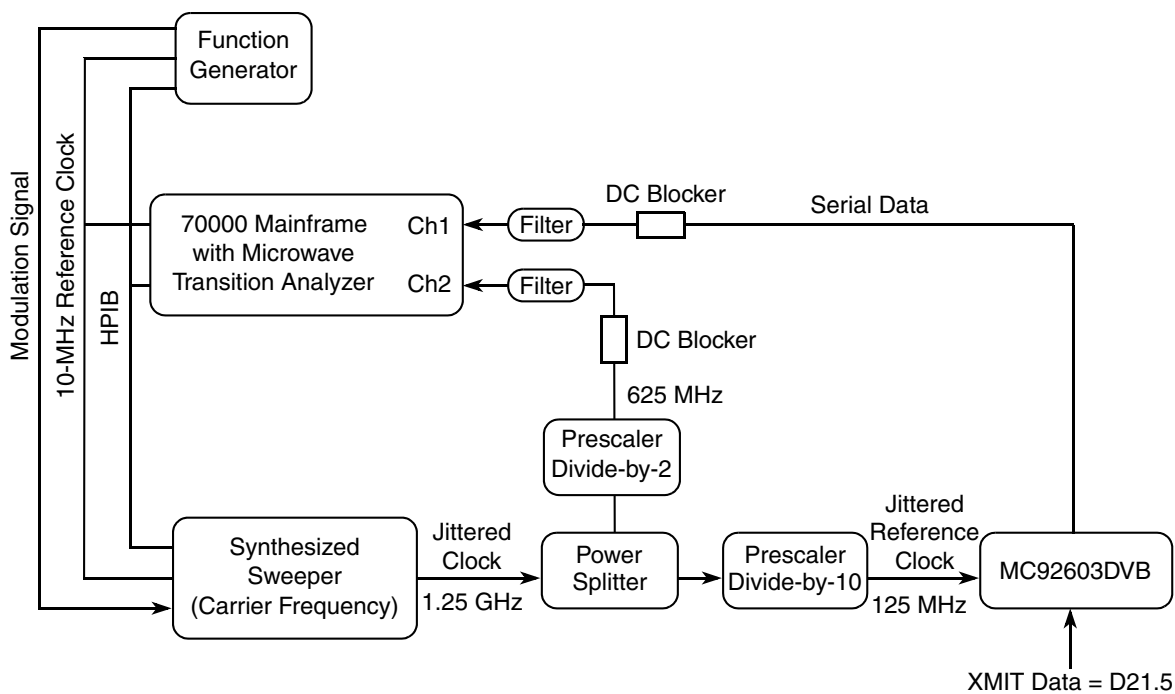 Function
Generator
Modulation Signal
10-MHz Reference Clock
HPIB
70000 Mainframe
with Microwave
Transition Analyzer
Ch1
Ch2
Filter
DC Blocker
Serial Data
Filter
DC Blocker
625 MHz
Prescaler
Divide-by-2
Synthesized
Sweeper
(Carrier Frequency)
Jittered
Clock
1.25 GHz
Power
Splitter
Prescaler
Divide-by-10
Jittered
Reference
Clock
125 MHz
MC92603DVB
XMIT Data = D21.5